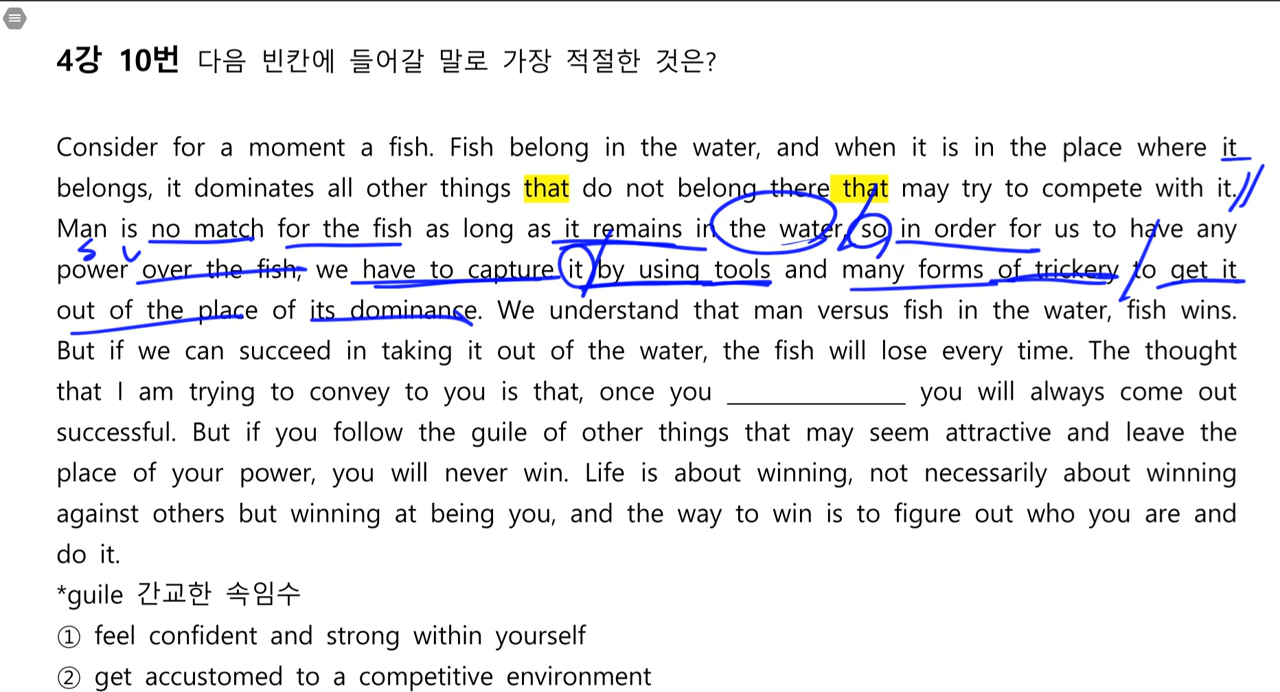 4강 10번 다음 빈칸에 들어갈 말로 가장 적절한 것은?
Consider for a moment a fish. Fish belong in the water, and when it is in the place where it
belongs, it dominates all other things that do not belong there that may try to compete with it.
Man is no match for the fish as long as it remains in the water, so in order for us to have any
S V
power over the fish, we have to capture it by using tools and many forms of trickery to get it
out of the place of its dominance. We understand that man versus fish in the water, fish wins.
But if we can succeed in taking it out of the water, the fish will lose every time. The thought
that I am trying to convey to you is that, once you ______________ you will always come out
successful. But if you follow the guile of other things that may seem attractive and leave the
place of your power, you will never win. Life is about winning, not necessarily about winning
against others but winning at being you, and the way to win is to figure out who you are and
do it.
*guile 간교한 속임수
① feel confident and strong within yourself
② get accustomed to a competitive environment